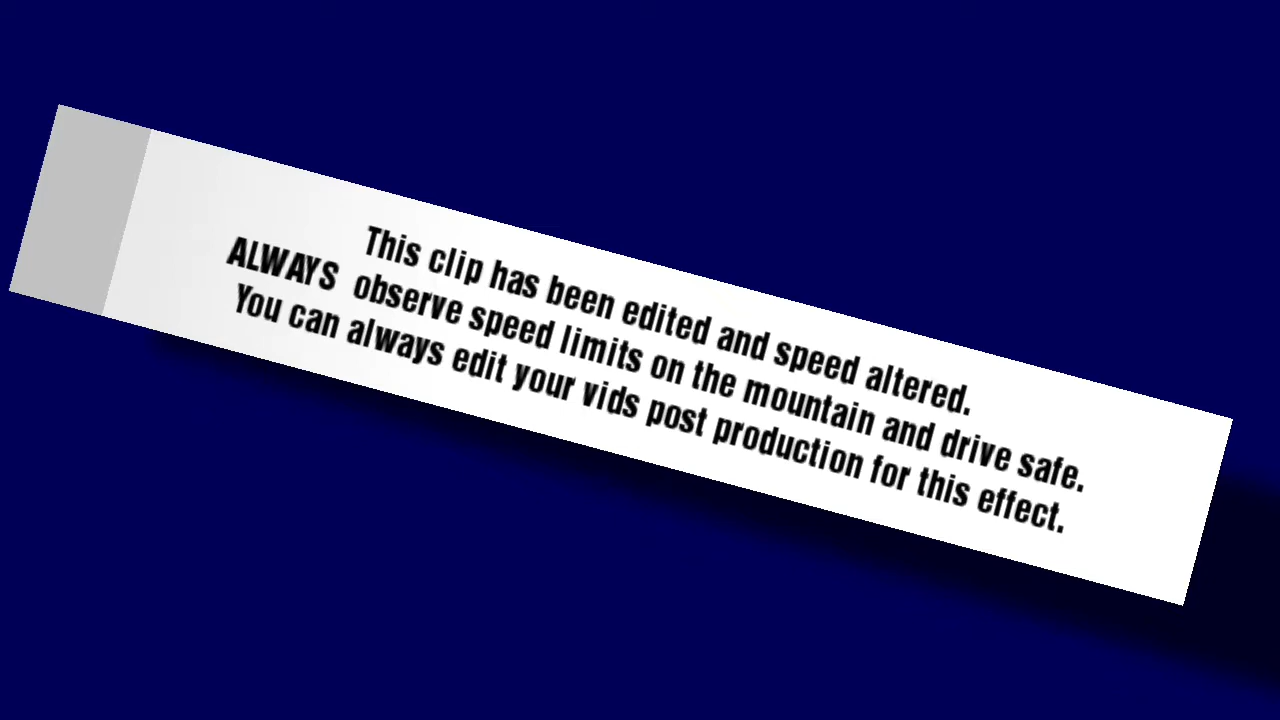 This clip has been edited and speed altered.
ALWAYS observe speed limits on the mountain and drive safe.
You can always edit your vids post production for this effect.